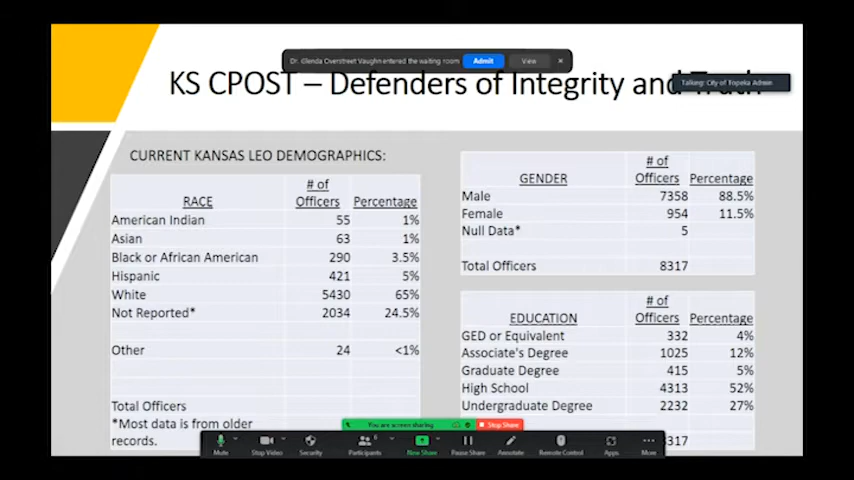 Dr. Glenda Overstreet Vaughn entered the waiting room Admit View
KS CPOST – Defenders of Integrity and Truth
Talking: City of Topeka Admin
CURRENT KANSAS LEO DEMOGRAPHICS:
RACE # of Officers Percentage
American Indian 55 1%
Asian 63 1%
Black or African American 290 3.5%
Hispanic 421 5%
White 5430 65%
Not Reported* 2034 24.5%
Other 24 <1%
Total Officers
*Most data is from older
records.
GENDER # of Officers Percentage
Male 7358 88.5%
Female 954 11.5%
Null Data* 5
Total Officers 8317
EDUCATION # of Officers Percentage
GED or Equivalent 332 4%
Associate's Degree 1025 12%
Graduate Degree 415 5%
High School 4313 52%
Undergraduate Degree 2232 27%
317
You are screen sharing Stop Share
Mute Stop Video Security Participants 6 New Share Pause Share Annotate Remote Control Apps More